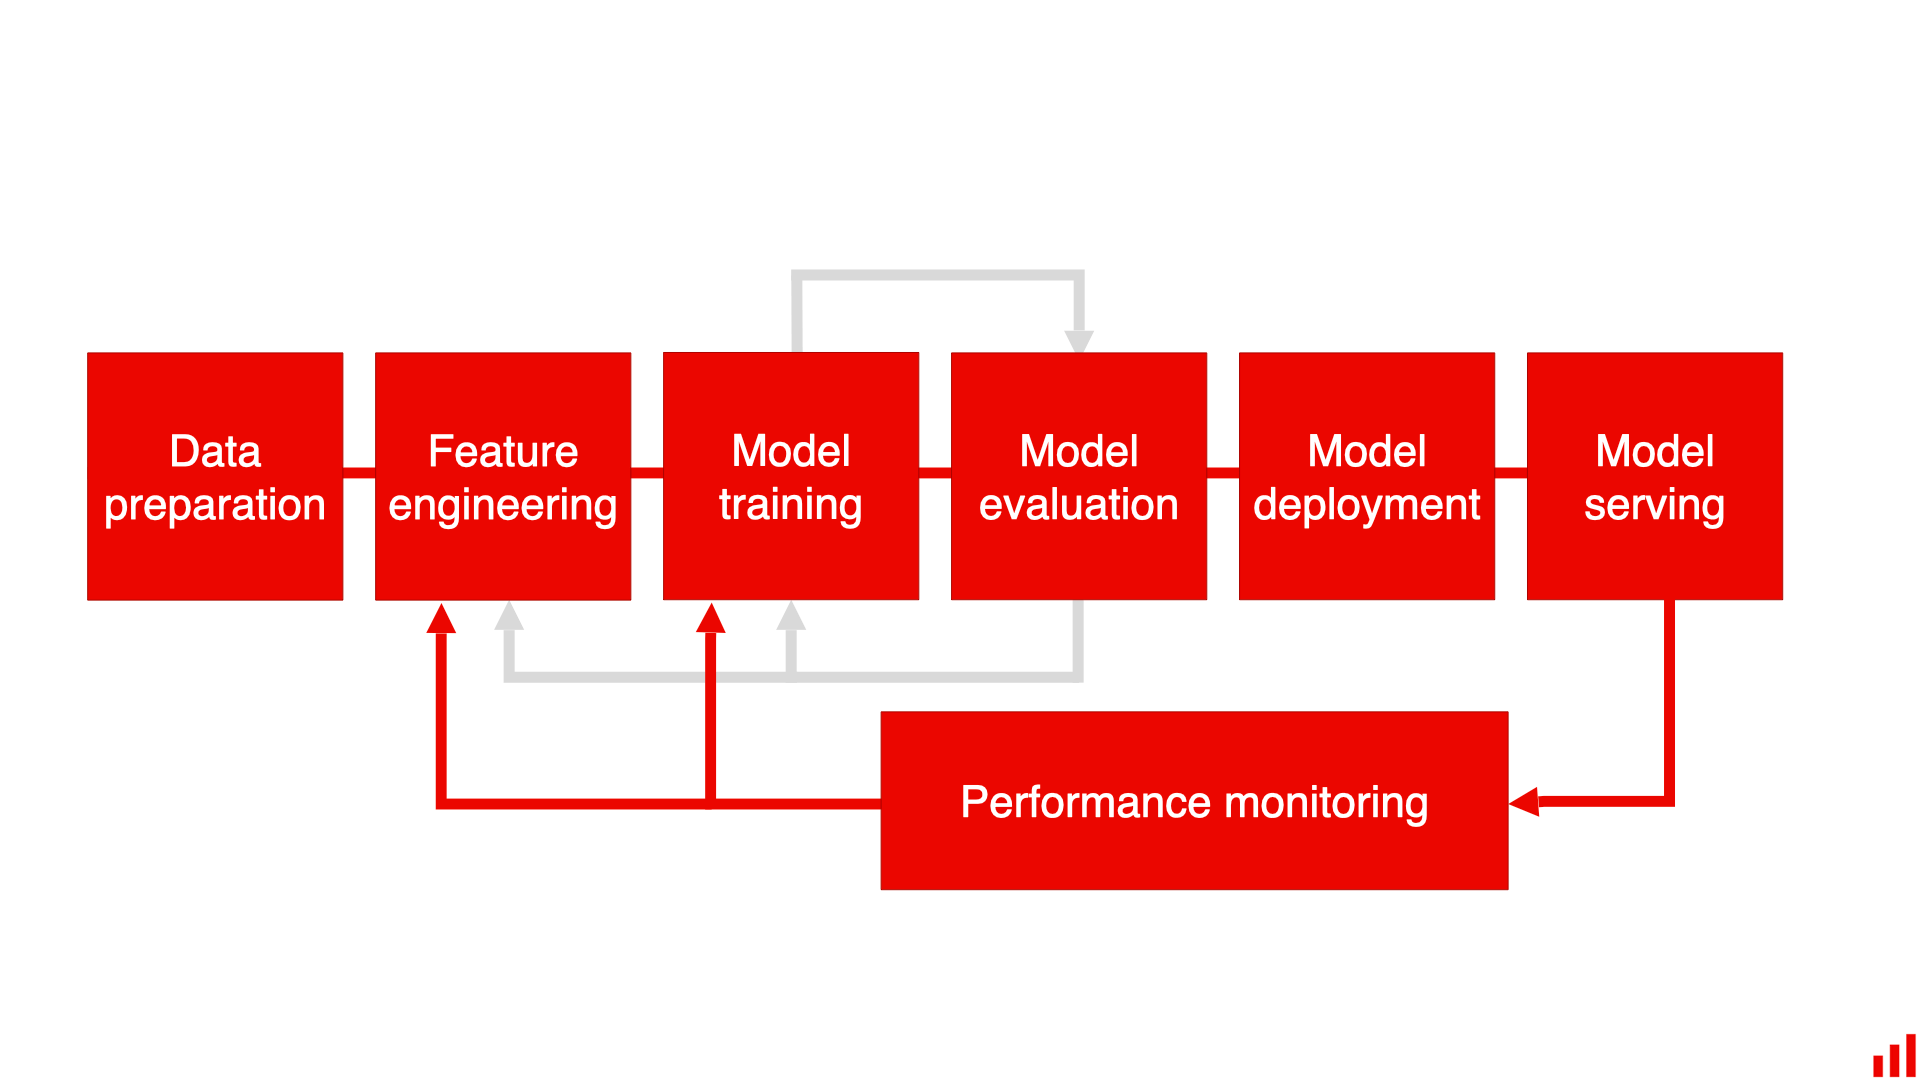 Data
preparation
Feature
engineering
Model
training
Model
evaluation
Model
deployment
Model
serving
Performance monitoring